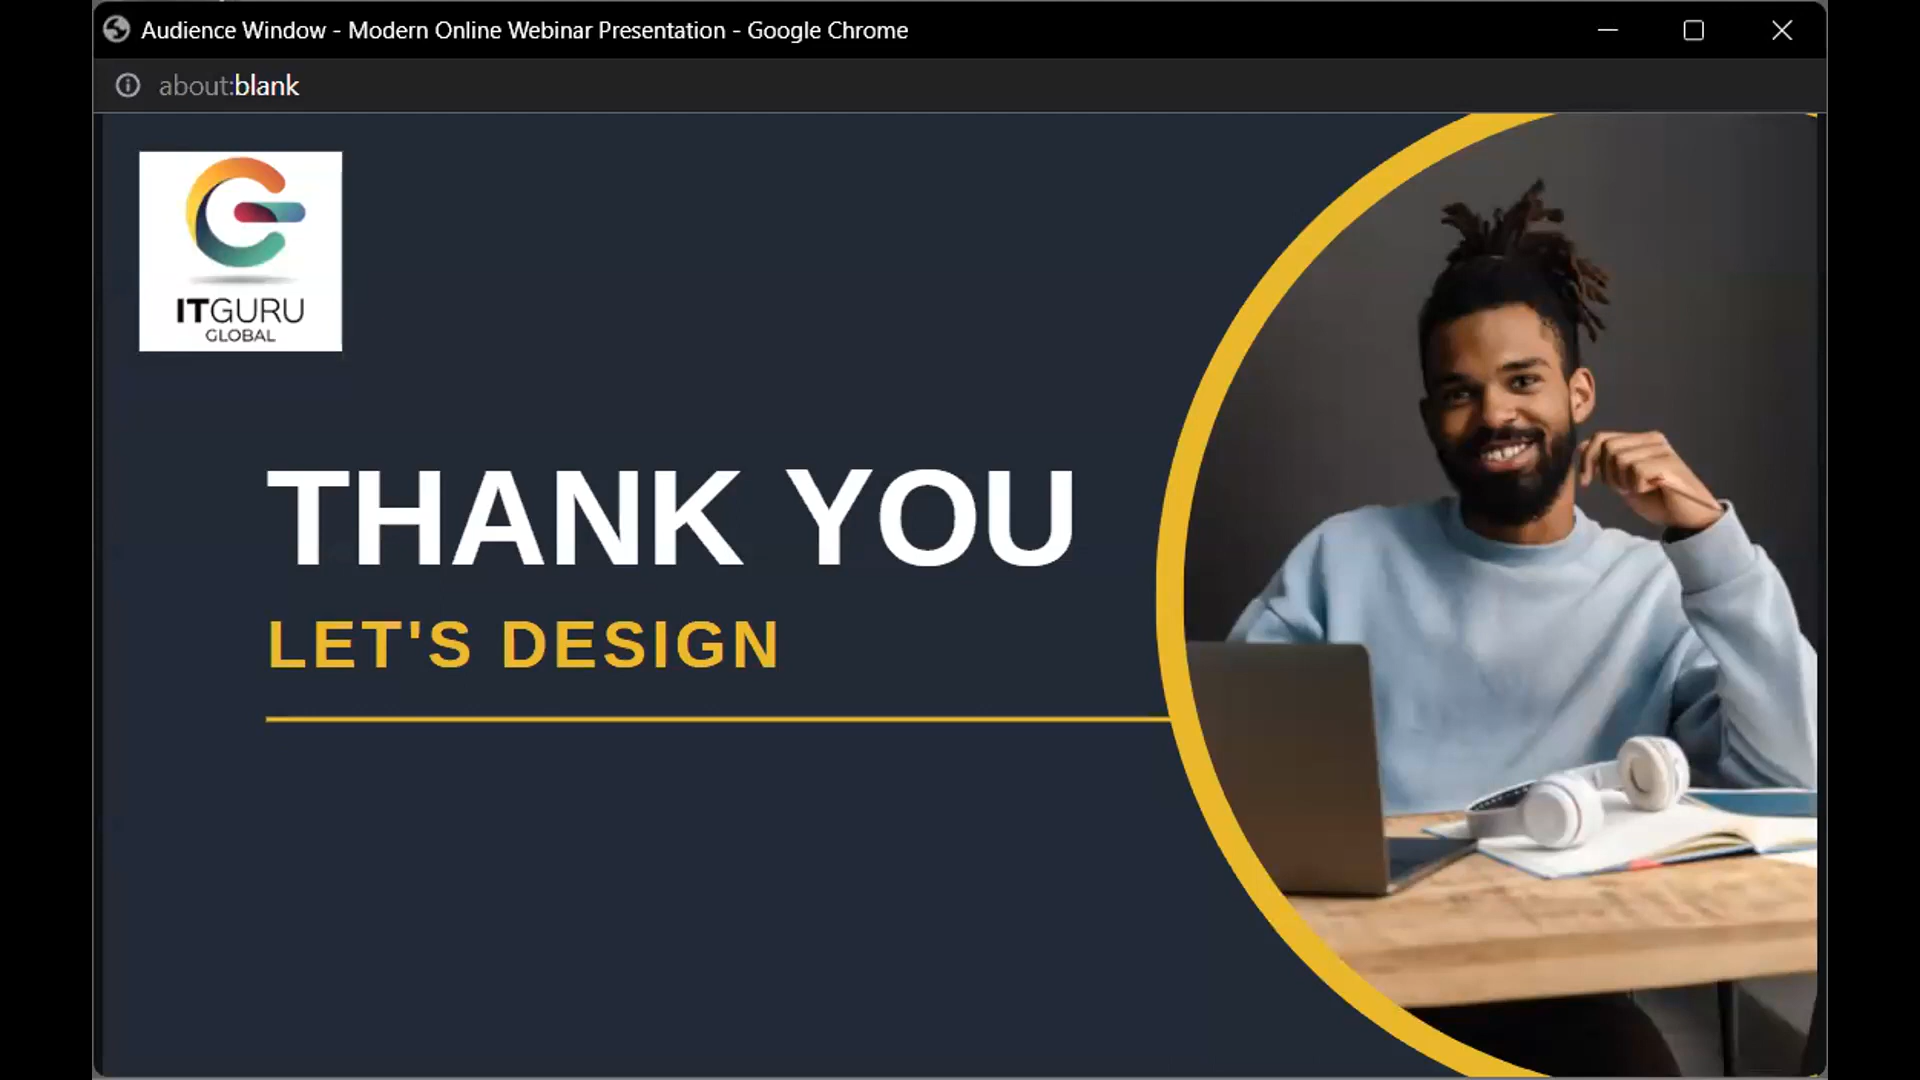 Audience Window - Modern Online Webinar Presentation - Google Chrome
about:blank
ITGURU
GLOBAL
THANK YOU
LET'S DESIGN